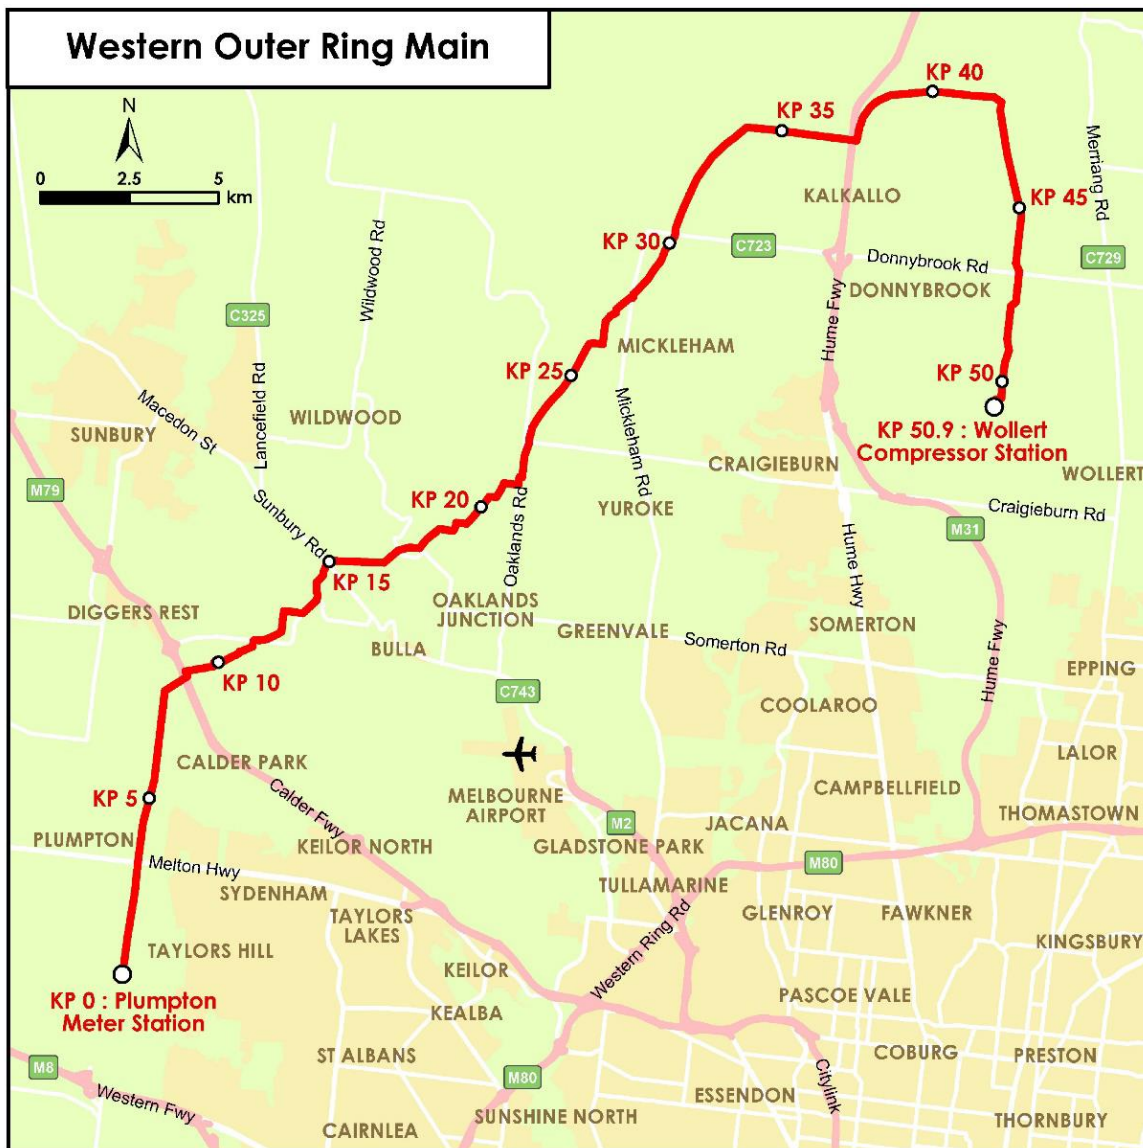 Western Outer Ring Main
N
0 2.5 5
km
KP 40
KP 35
Merriang Rd
KALKALLO
KP 45
Wildwood Rd
KP 30
C723
C729
Donnybrook Rd
DONNYBROOK
C325
Hume Fwy
MICKLEHAM
KP 25
KP 50
Lancefield Rd
Macedon St
WILDWOOD
Mickleham Rd
KP 50.9 : Wollert
Compressor Station
SUNBURY
CRAIGIEBURN
WOLLERT
M79
KP 20
YUROKE
Craigieburn Rd
Sunbury Rd
Oaklands Rd
M31
Hume Hwy
KP 15
DIGGERS REST
OAKLANDS
JUNCTION
SOMERTON
BULLA
GREENVALE
Somerton Rd
Hume Fwy
KP 10
EPPING
C743
COOLAROO
LALOR
CALDER PARK
Calder Fwy
CAMPBELLFIELD
KP 5
MELBOURNE
AIRPORT
THOMASTOWN
PLUMPTON
M2
JACANA
KEILOR NORTH
GLADSTONE PARK
Melton Hwy
M80
SYDENHAM
TULLAMARINE
TAYLORS
LAKES
GLENROY
FAWKNER
Western Ring Rd
TAYLORS HILL
KINGSBURY
KEILOR
KP 0 : Plumpton
Meter Station
KEALBA
PASCOE VALE
ST ALBANS
COBURG
PRESTON
M8
M80
Western Fwy
ESSENDON
Citylink
SUNSHINE NORTH
THORNBURY
CAIRNLEA